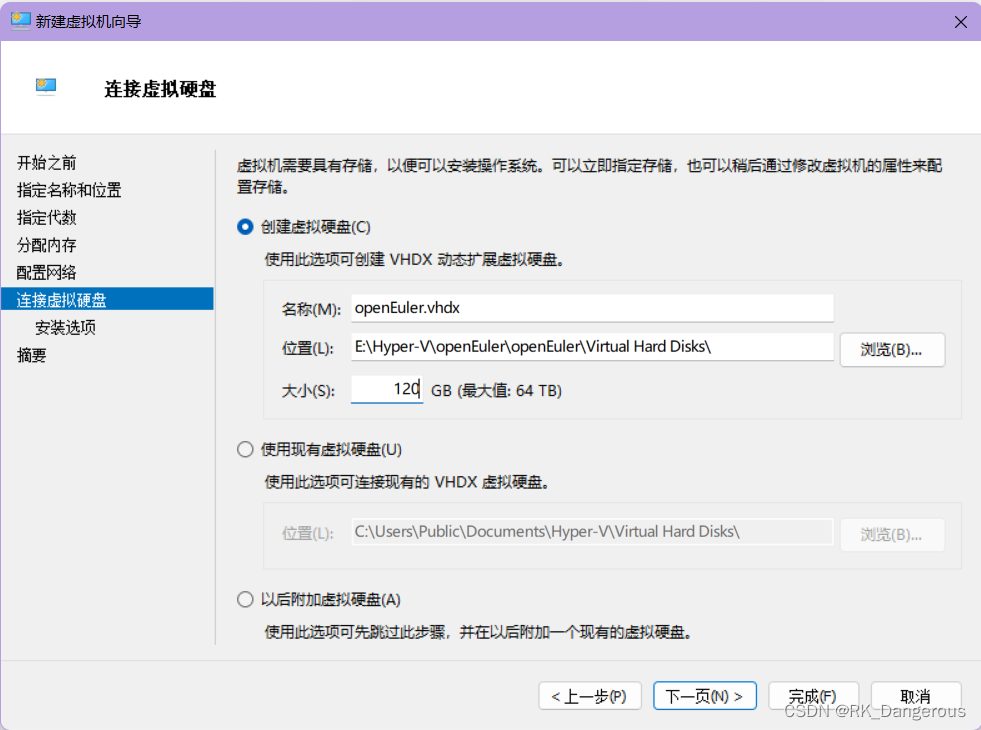 新建虚拟机向导
连接虚拟硬盘
开始之前
指定名称和位置
指定代数
分配内存
配置网络
连接虚拟硬盘
安装选项
摘要
虚拟机需要具有存储，以便可以安装操作系统。可以立即指定存储，也可以稍后通过修改虚拟机的属性来配
置存储。
创建虚拟硬盘(C)
使用此选项可创建 VHDX 动态扩展虚拟硬盘。
名称(M): openEuler.vhdx
位置(L): E:\Hyper-V\openEuler\openEuler\Virtual Hard Disks\ 浏览(B)...
大小(S): 120 GB (最大值: 64 TB)
使用现有虚拟硬盘(U)
使用此选项可连接现有的 VHDX 虚拟硬盘。
位置(L): C:\Users\Public\Documents\Hyper-V\Virtual Hard Disks\ 浏览(B)...
以后附加虚拟硬盘(A)
使用此选项可先跳过此步骤，并在以后附加一个现有的虚拟硬盘。
< 上一步(P) 下一页(N) > 完成(F) 取消
CSDN @RK_Dangerous